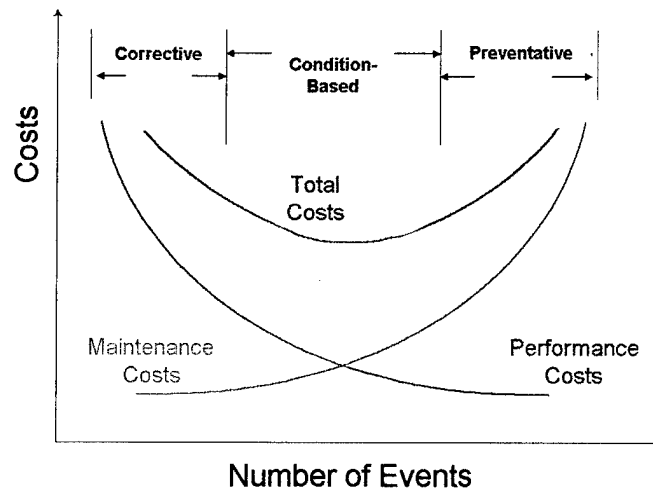 Corrective
Condition-
Based
Preventative
Costs
Total
Costs
Maintenance
Costs
Performance
Costs
Number of Events